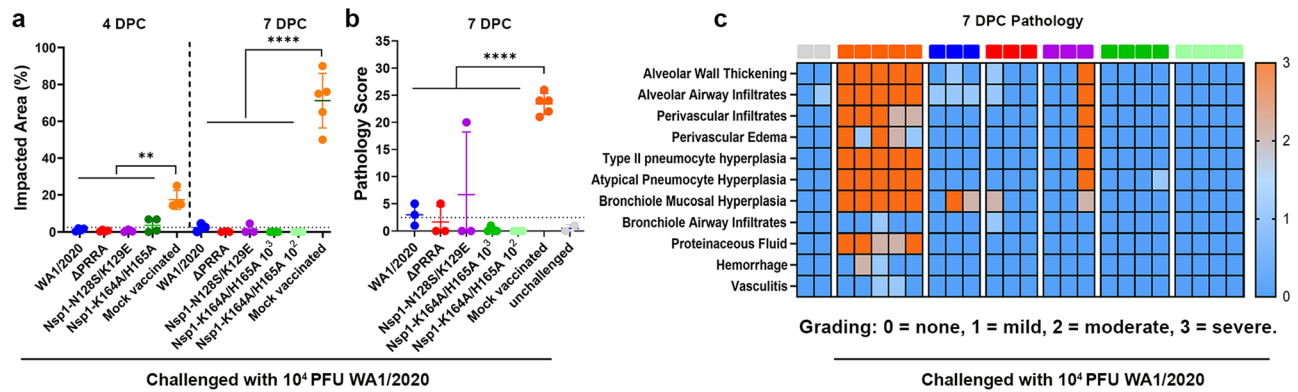 a
4 DPC
7 DPC
Impacted Area (%)
100
80
60
40
20
0
**
****
WA1/2020
ΔPRRA
Nsp1-N128S/K129E
Nsp1-K164A/H165A
Mock vaccinated
WA1/2020
ΔPRRA
Nsp1-N128S/K129E
Nsp1-K164A/H165A 10³
Nsp1-K164A/H165A 10²
Mock vaccinated
b
7 DPC
Pathology Score
35
30
25
20
15
10
5
0
****
WA1/2020
ΔPRRA
Nsp1-N128S/K129E
Nsp1-K164A/H165A 10³
Nsp1-K164A/H165A 10²
Mock vaccinated
unchallenged
Challenged with 10⁴ PFU WA1/2020
c
7 DPC Pathology
Alveolar Wall Thickening
Alveolar Airway Infiltrates
Perivascular Infiltrates
Perivascular Edema
Type II pneumocyte hyperplasia
Atypical Pneumocyte Hyperplasia
Bronchiole Mucosal Hyperplasia
Bronchiole Airway Infiltrates
Proteinaceous Fluid
Hemorrhage
Vasculitis
3
2
1
0
Grading: 0 = none, 1 = mild, 2 = moderate, 3 = severe.
Challenged with 10⁴ PFU WA1/2020